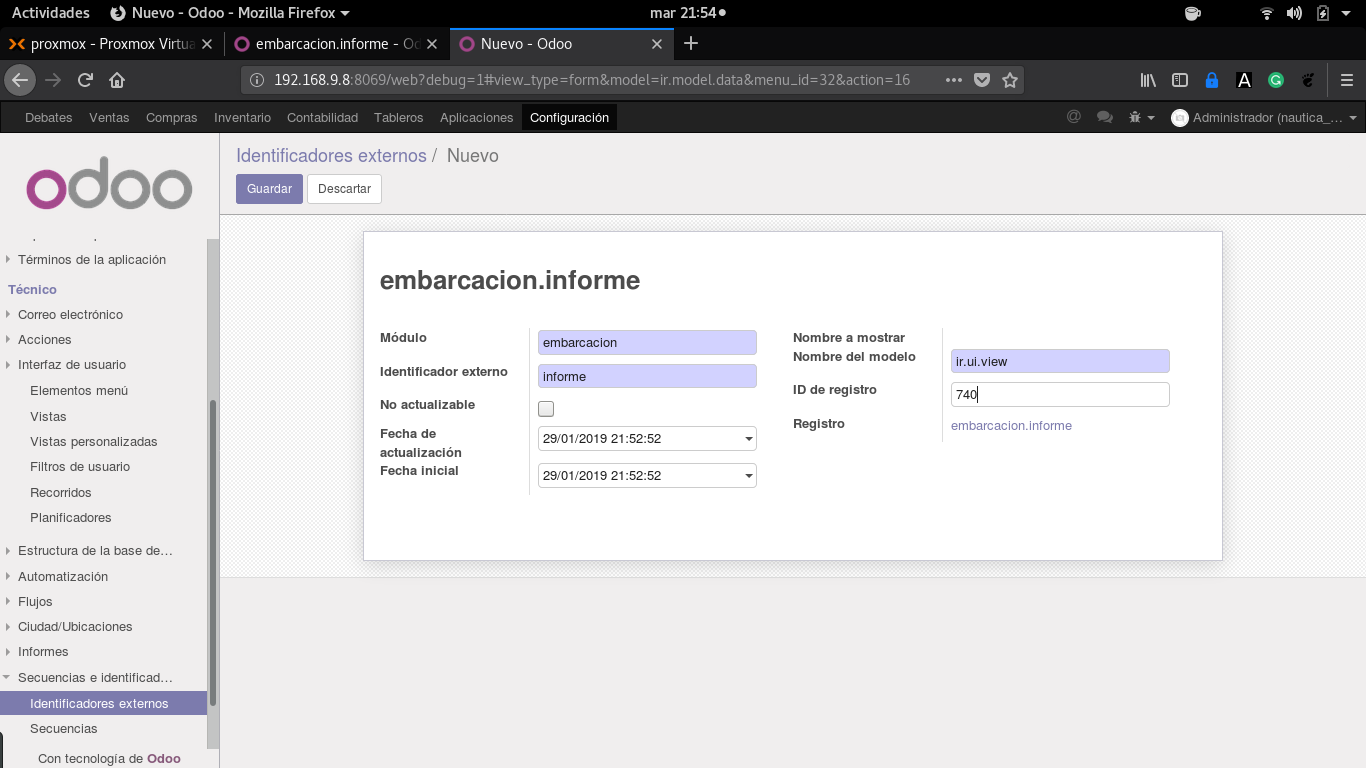 Actividades
Nuevo - Odoo - Mozilla Firefox
mar 21:54
proxmox - Proxmox Virtua
embarcacion.informe - Od
Nuevo - Odoo
192.168.9.8:8069/web?debug=1#view_type=form&model=ir.model.data&menu_id=32&action=16
Debates Ventas Compras Inventario Contabilidad Tableros Aplicaciones Configuración
Administrador (nautica_...
odoo
Términos de la aplicación
Técnico
Correo electrónico
Acciones
Interfaz de usuario
Elementos menú
Vistas
Vistas personalizadas
Filtros de usuario
Recorridos
Planificadores
Estructura de la base de...
Automatización
Flujos
Ciudad/Ubicaciones
Informes
Secuencias e identificad...
Identificadores externos
Secuencias
Con tecnología de Odoo
Identificadores externos / Nuevo
Guardar Descartar
embarcacion.informe
Módulo embarcacion
Identificador externo informe
No actualizable
Fecha de
actualización 29/01/2019 21:52:52
Fecha inicial 29/01/2019 21:52:52
Nombre a mostrar
Nombre del modelo ir.ui.view
ID de registro 740
Registro embarcacion.informe